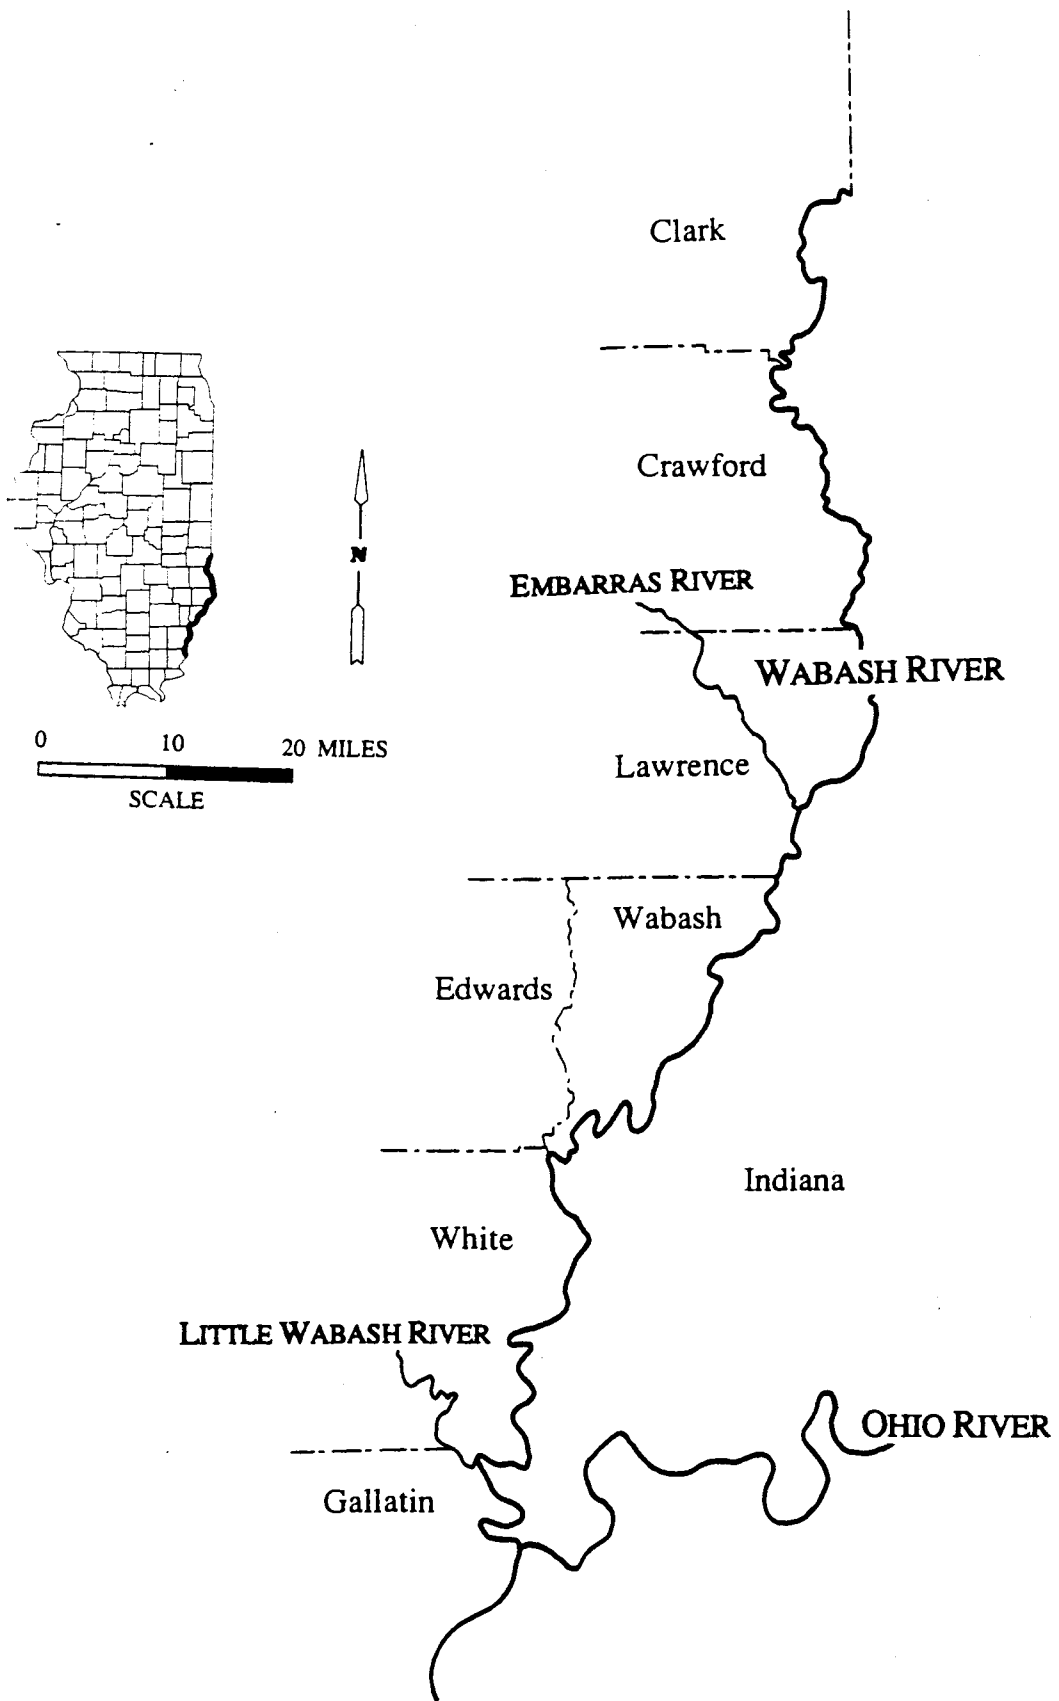 Clark
Crawford
N
EMBARRAS RIVER
WABASH RIVER
0 10 20 MILES
SCALE
Lawrence
Wabash
Edwards
Indiana
White
LITTLE WABASH RIVER
OHIO RIVER
Gallatin